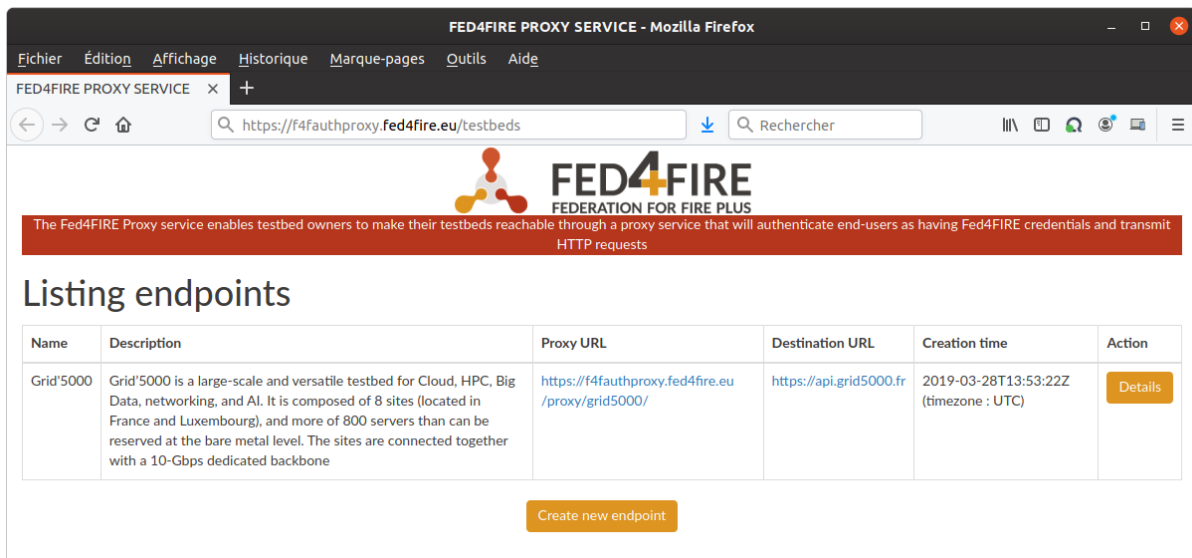 FED4FIRE PROXY SERVICE - Mozilla Firefox
Fichier Édition Affichage Historique Marque-pages Outils Aide
FED4FIRE PROXY SERVICE
https://f4fauthproxy.fed4fire.eu/testbeds
Rechercher
FED4FIRE
FEDERATION FOR FIRE PLUS
The Fed4FIRE Proxy service enables testbed owners to make their testbeds reachable through a proxy service that will authenticate end-users as having Fed4FIRE credentials and transmit
HTTP requests
Listing endpoints
Name Description Proxy URL Destination URL Creation time Action
Grid'5000 Grid'5000 is a large-scale and versatile testbed for Cloud, HPC, Big https://f4fauthproxy.fed4fire.eu https://api.grid5000.fr 2019-03-28T13:53:22Z Details
Data, networking, and AI. It is composed of 8 sites (located in /proxy/grid5000/ (timezone : UTC)
France and Luxembourg), and more of 800 servers than can be
reserved at the bare metal level. The sites are connected together
with a 10-Gbps dedicated backbone
Create new endpoint